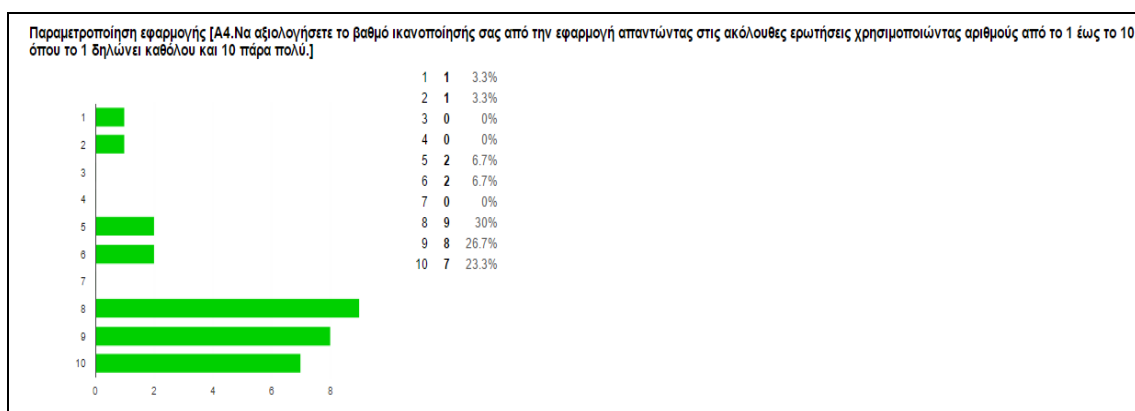 Παραμετροποίηση εφαρμογής [Α4.Να αξιολογήσετε το βαθμό ικανοποίησής σας από την εφαρμογή απαντώντας στις ακόλουθες ερωτήσεις χρησιμοποιώντας αριθμούς από το 1 έως το 10
όπου το 1 δηλώνει καθόλου και 10 πάρα πολύ.]
1 1 3.3%
2 1 3.3%
3 0 0%
4 0 0%
5 2 6.7%
6 2 6.7%
7 0 0%
8 9 30%
9 8 26.7%
10 7 23.3%
1
2
3
4
5
6
7
8
9
10
0 2 4 6 8